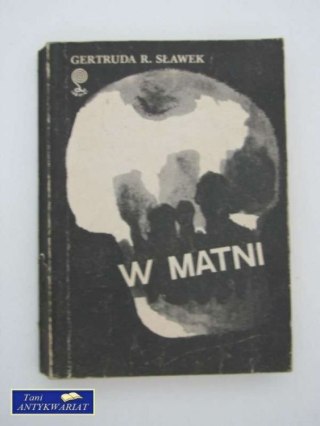 GERTRUDA R. SŁAWEK
W MATNI
Tani
ANTYKWARIAT